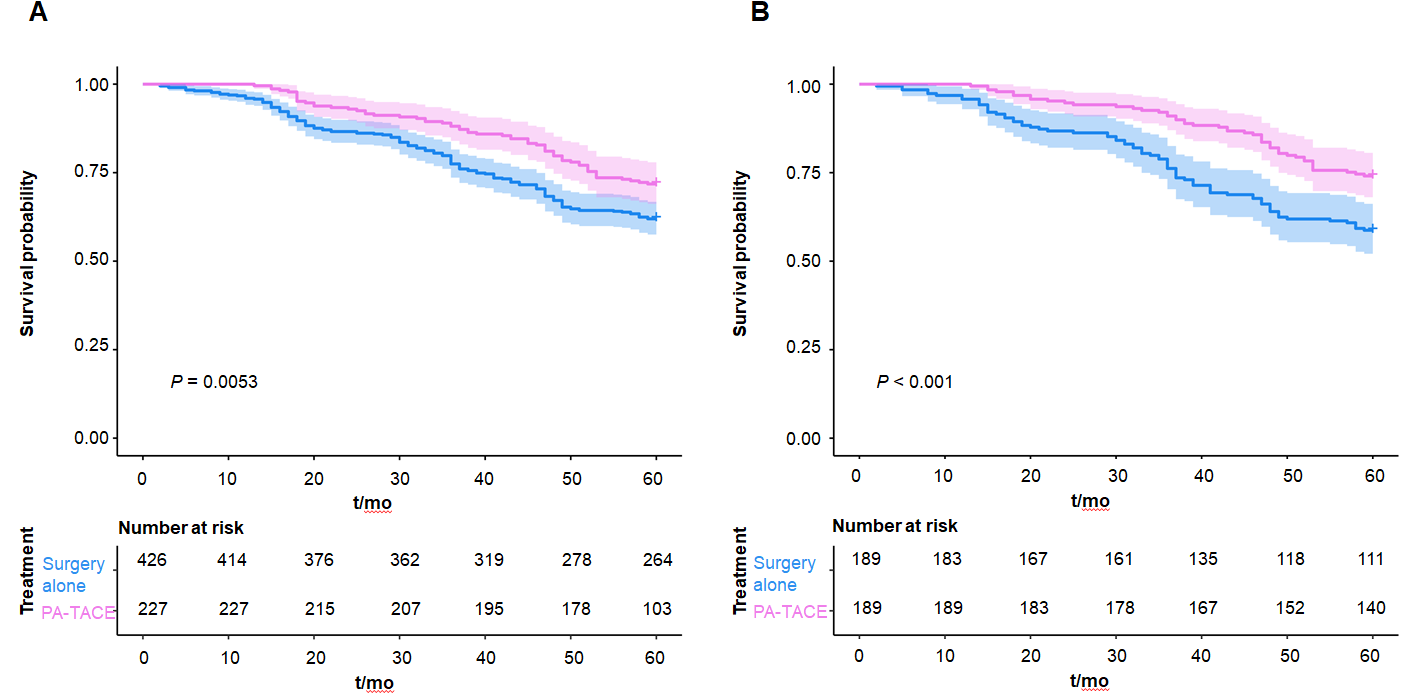 A
1.00
0.75
0.50
0.25
0.00
Survival probability
P = 0.0053
0 10 20 30 40 50 60
t/mo
Number at risk
Treatment
Surgery alone
426 414 376 362 319 278 264
PA-TACE
227 227 215 207 195 178 103
0 10 20 30 40 50 60
t/mo
B
1.00
0.75
0.50
0.25
0.00
Survival probability
P < 0.001
0 10 20 30 40 50 60
t/mo
Number at risk
Treatment
Surgery alone
189 183 167 161 135 118 111
PA-TACE
189 189 183 178 167 152 140
0 10 20 30 40 50 60
t/mo